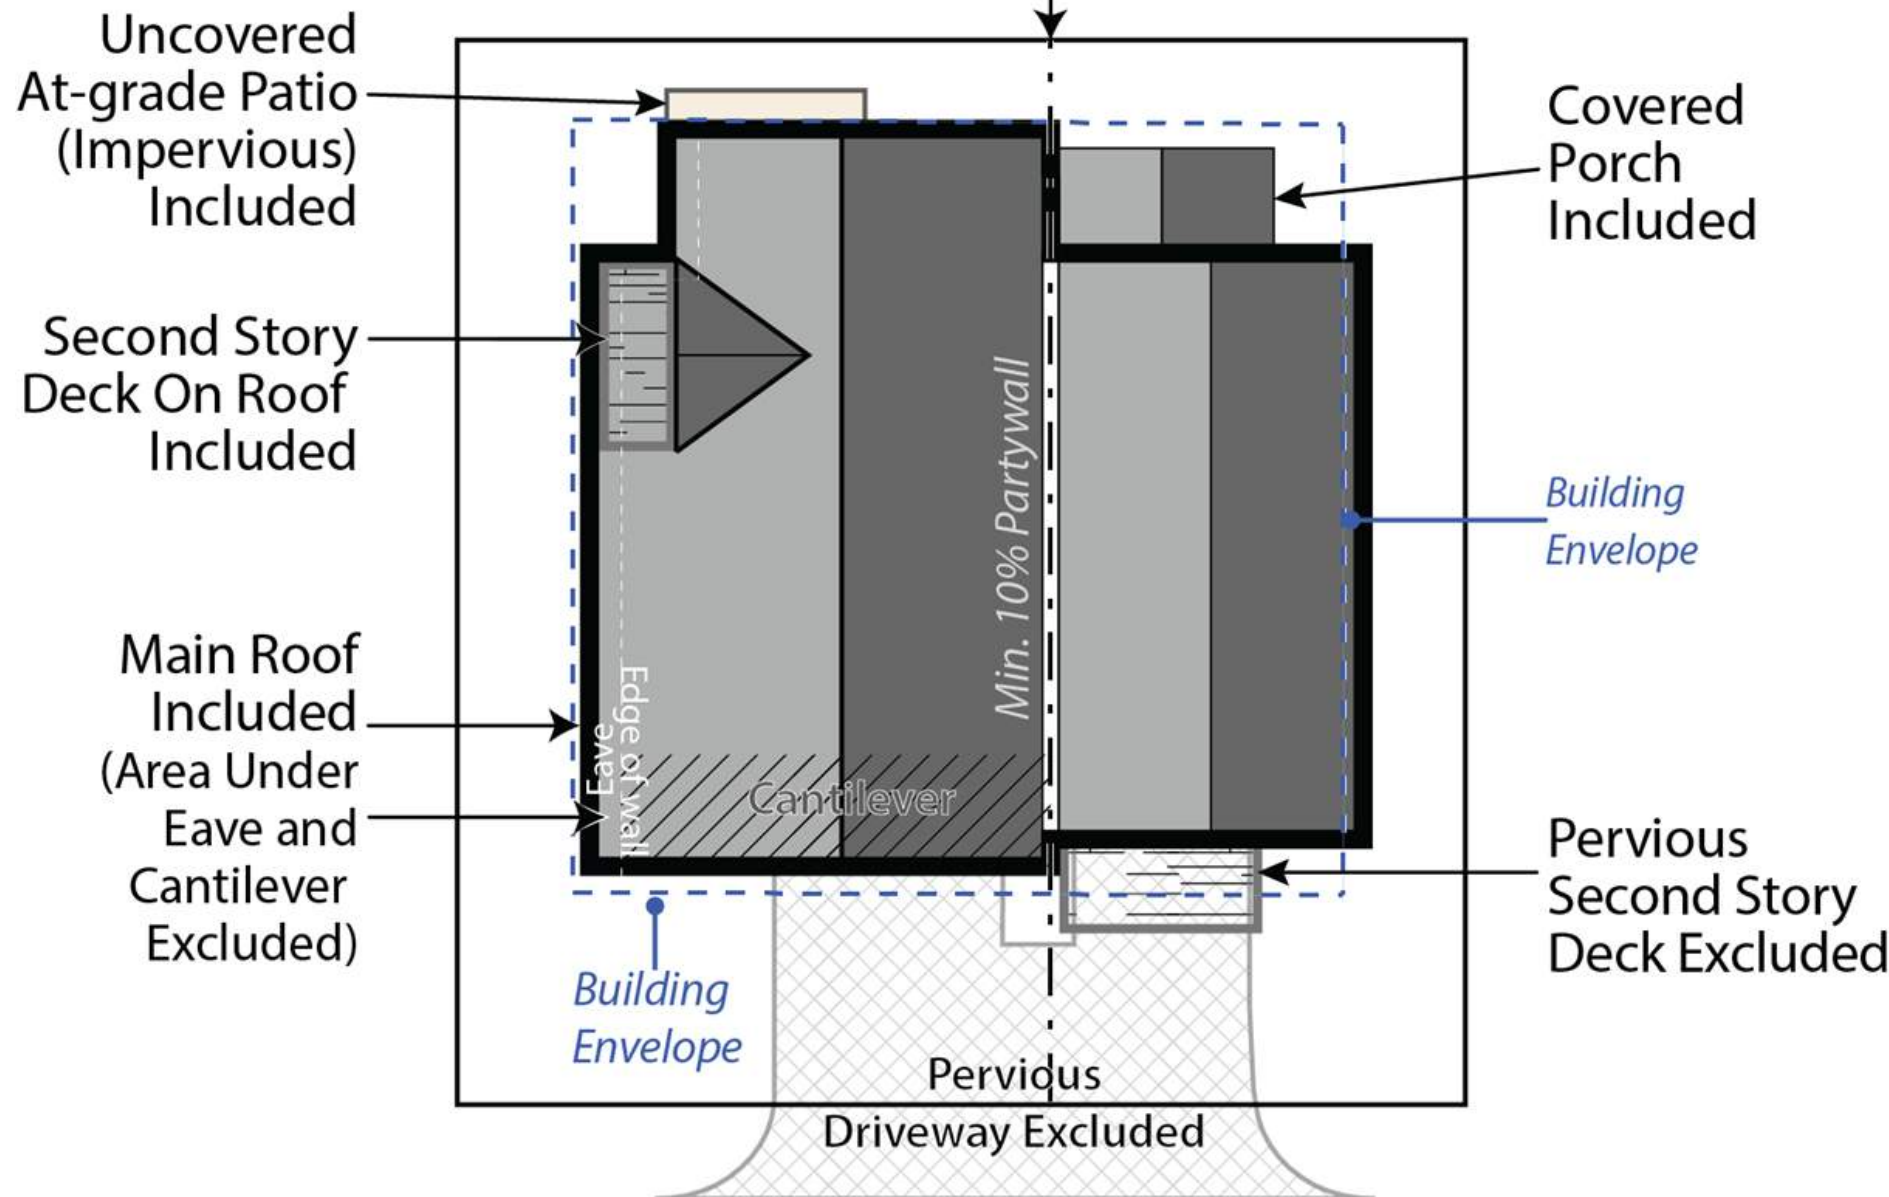 Uncovered
At-grade Patio
(Impervious)
Included
Second Story
Deck On Roof
Included
Main Roof
Included
(Area Under
Eave and
Cantilever
Excluded)
Eave
Edge of wall
Cantilever
Min. 10% Partywall
Covered
Porch
Included
Building
Envelope
Pervious
Second Story
Deck Excluded
Building
Envelope
Pervious
Driveway Excluded